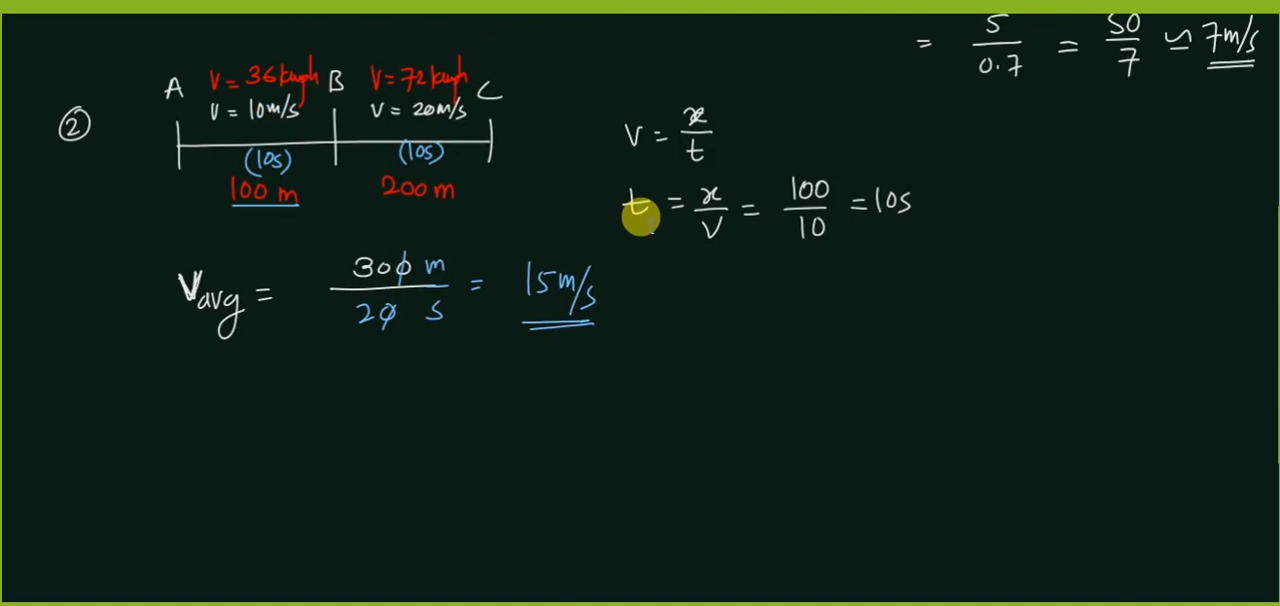 = 5/0.7 = 50/7 ≃ 7m/s
A V = 36 kmph B V = 72 kmph C
V = 10m/s V = 20m/s
②
(10s) (10s)
100 m 200 m
V = x/t
t = x/V = 100/10 = 10s
Vavg = 300 m / 20 s = 15 m/s